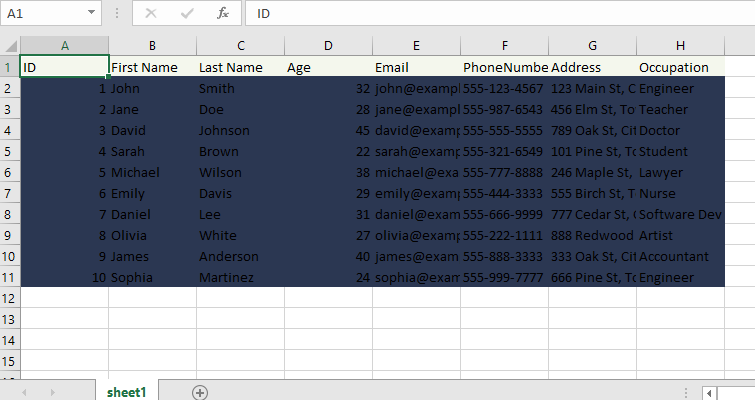 A1 fx ID
A B C D E F G H
1 ID First Name Last Name Age Email PhoneNumbe Address Occupation
2 1 John Smith 32 john@exampl 555-123-4567 123 Main St, C Engineer
3 2 Jane Doe 28 jane@examp 555-987-6543 456 Elm St, To Teacher
4 3 David Johnson 45 david@exam 555-555-5555 789 Oak St, Cit Doctor
5 4 Sarah Brown 22 sarah@exam 555-321-6549 101 Pine St, To Student
6 5 Michael Wilson 38 michael@exa 555-777-8888 246 Maple St, Lawyer
7 6 Emily Davis 29 emily@exam 555-444-3333 555 Birch St, T Nurse
8 7 Daniel Lee 31 daniel@exam 555-666-9999 777 Cedar St, Software Dev
9 8 Olivia White 27 olivia@exam 555-222-1111 888 Redwood Artist
10 9 James Anderson 40 james@exam 555-888-3333 333 Oak St, Cit Accountant
11 10 Sophia Martinez 24 sophia@exam 555-999-7777 666 Pine St, To Engineer
12
13
14
15
sheet1